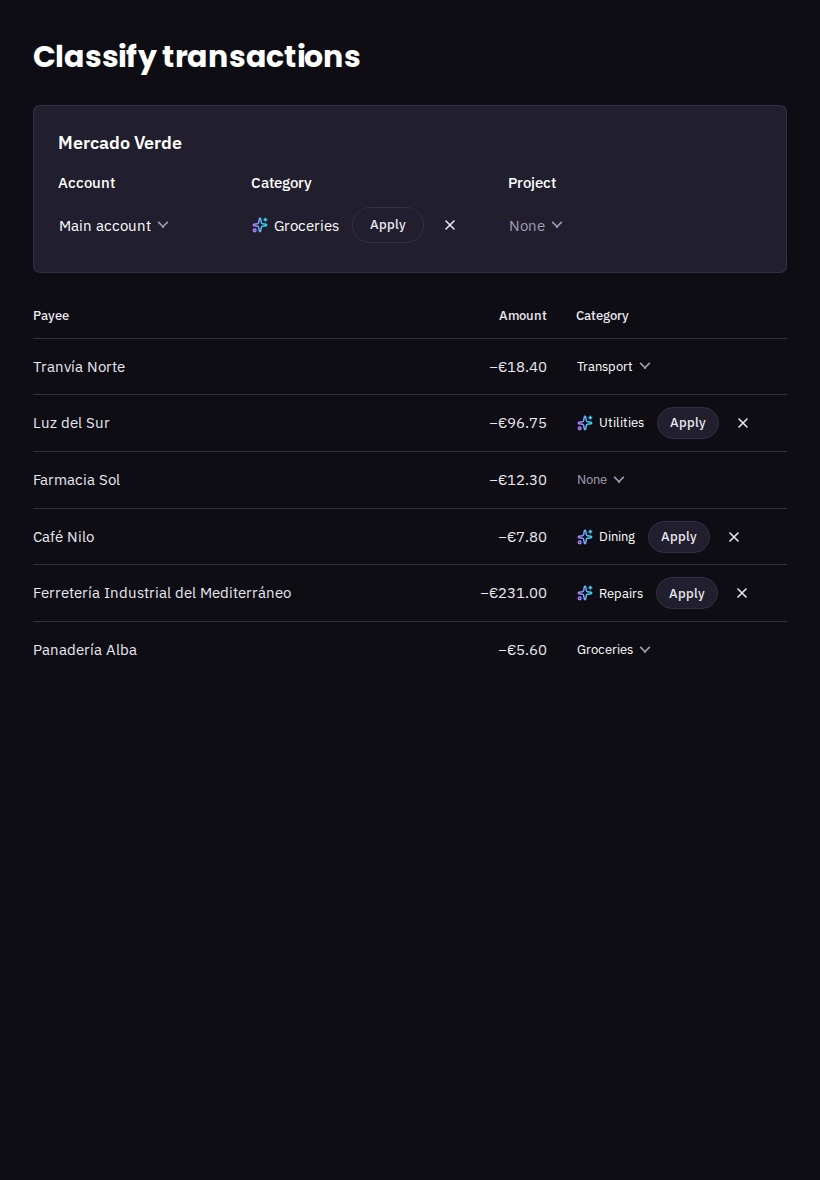 Classify transactions
Mercado Verde
Account Category Project
Main account Groceries Apply None
Payee Amount Category
Tranvía Norte −€18.40 Transport
Luz del Sur −€96.75 Utilities Apply
Farmacia Sol −€12.30 None
Café Nilo −€7.80 Dining Apply
Ferretería Industrial del Mediterráneo −€231.00 Repairs Apply
Panadería Alba −€5.60 Groceries